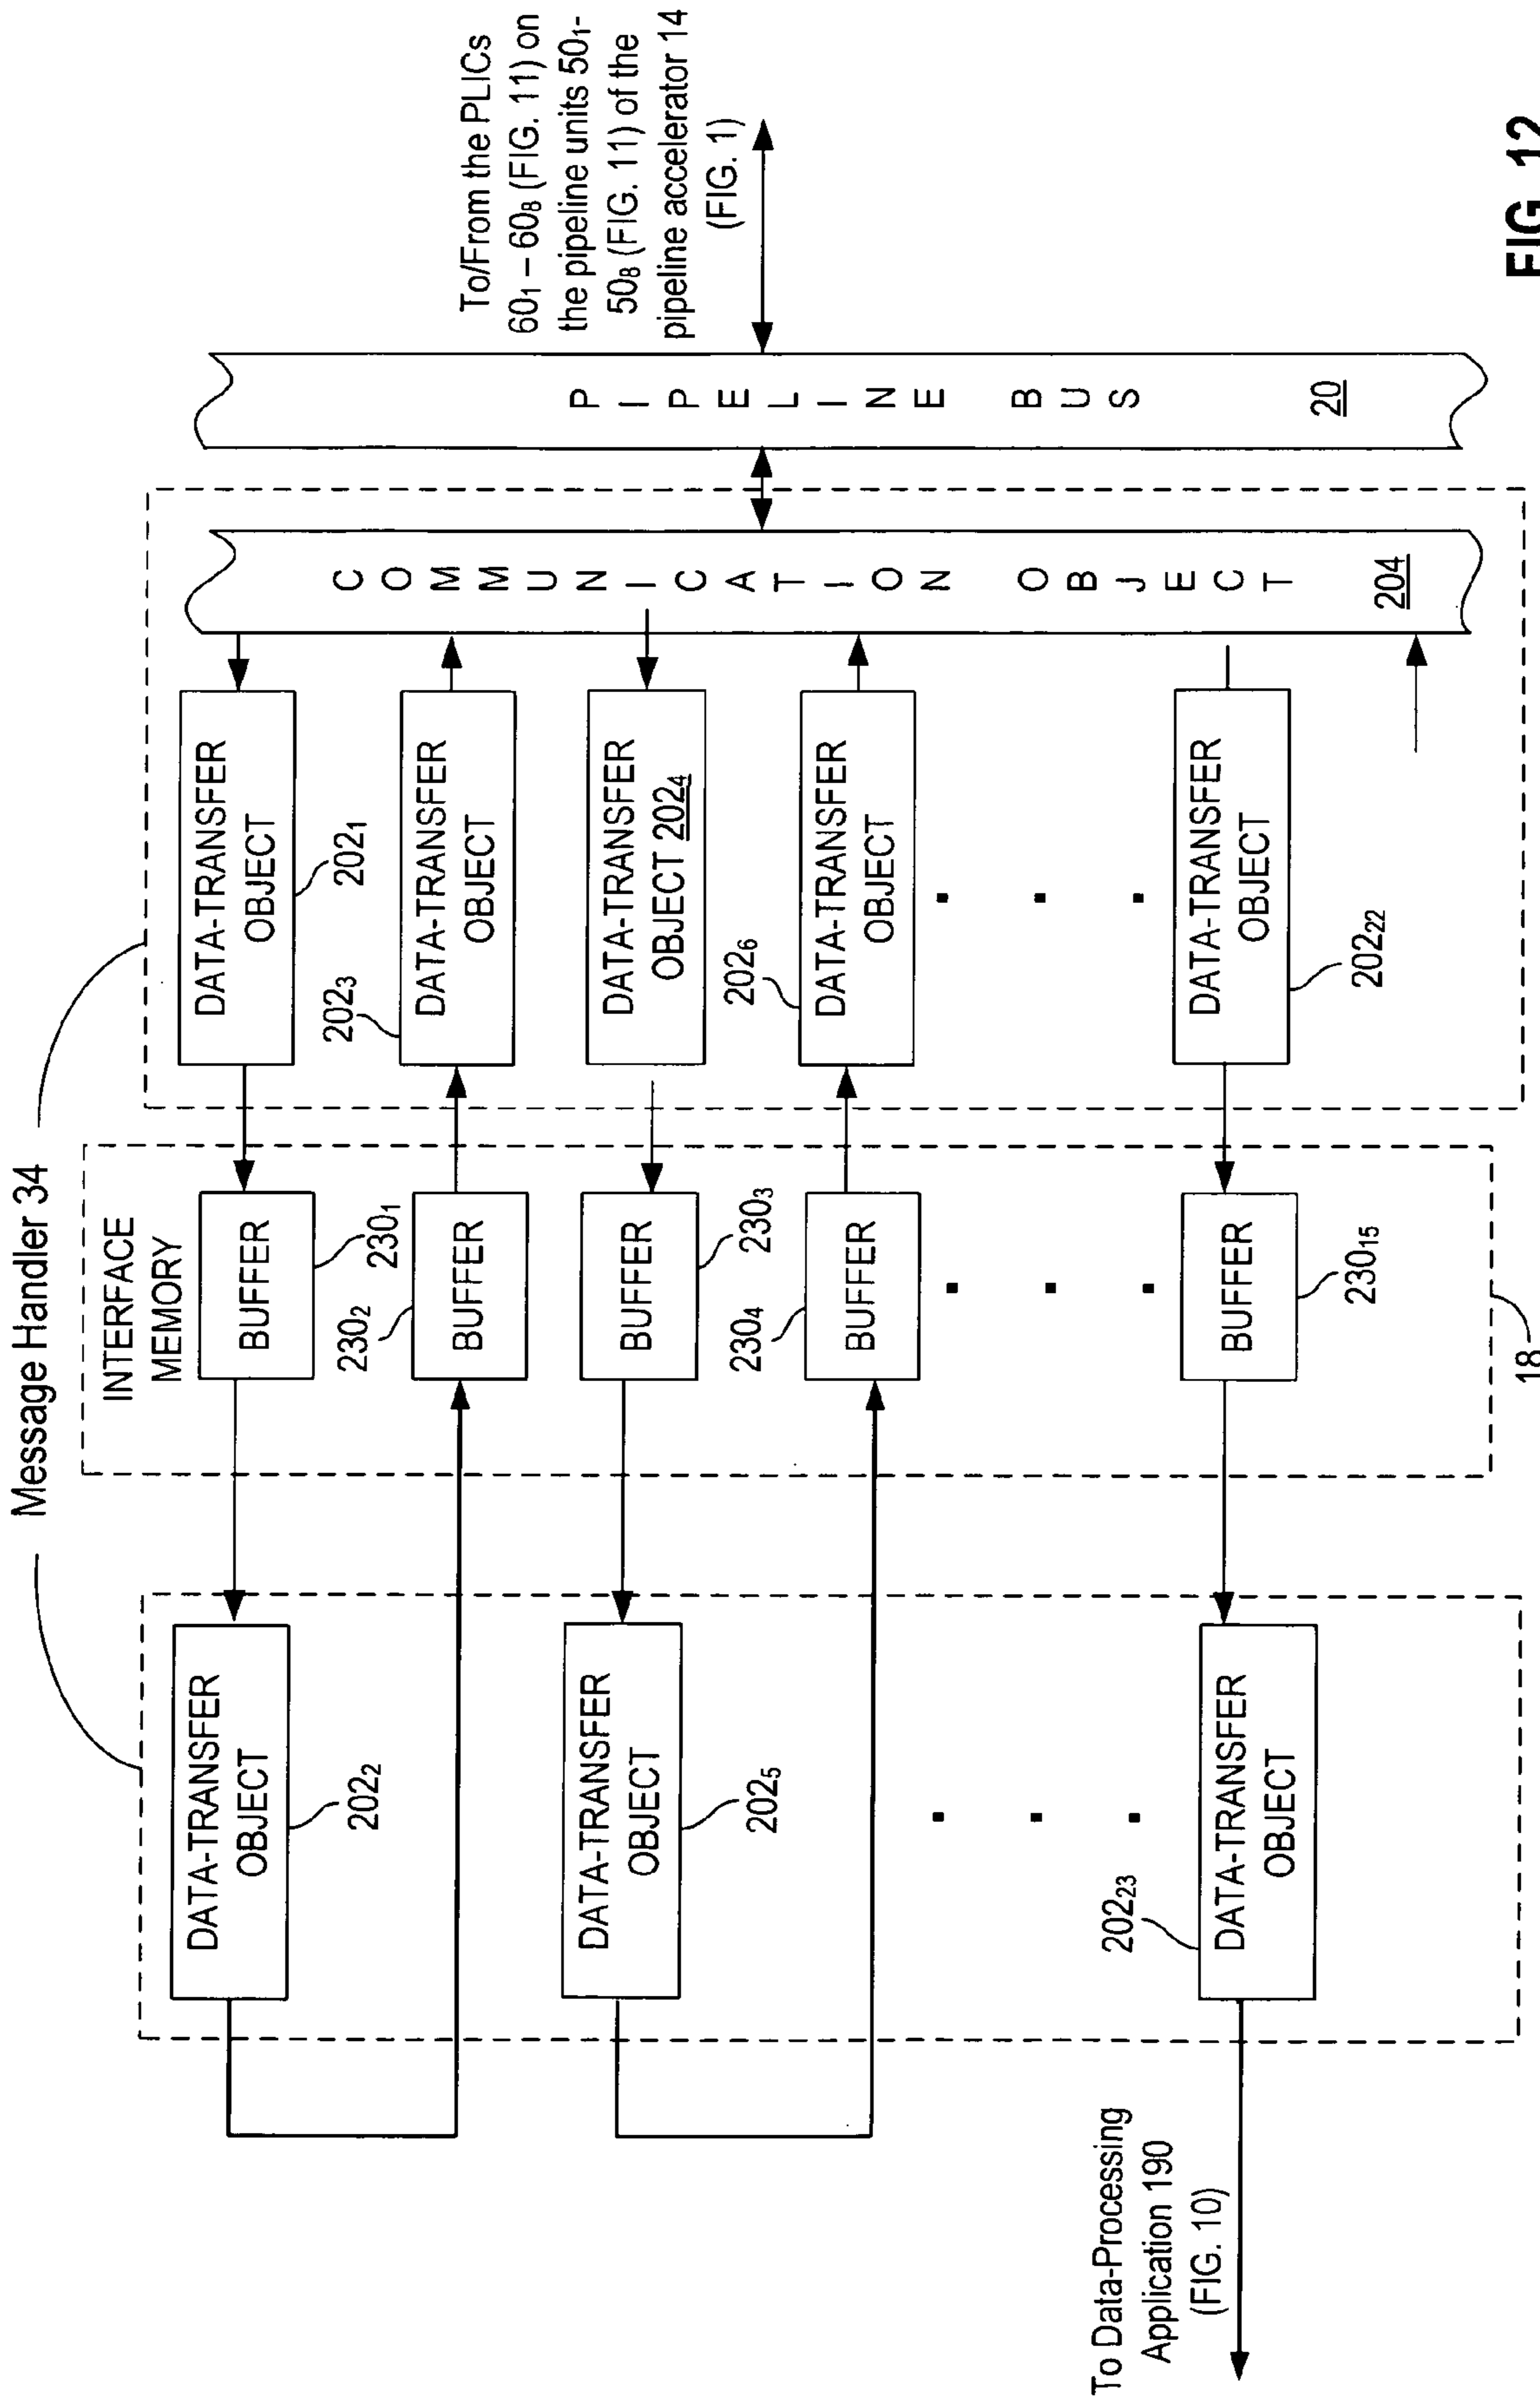 Message Handler 34
To/From the PLICs
60₁ – 60₈ (FIG. 11) on
the pipeline units 50₁-
50₈ (FIG. 11) of the
pipeline accelerator 14
(FIG. 1)
INTERFACE
MEMORY
DATA-TRANSFER
OBJECT
202₂
BUFFER
230₁
DATA-TRANSFER
OBJECT
202₁
230₂
BUFFER
202₃
DATA-TRANSFER
OBJECT
DATA-TRANSFER
OBJECT
202₅
BUFFER
230₃
DATA-TRANSFER
OBJECT 202₄
230₄
BUFFER
202₆
DATA-TRANSFER
OBJECT
202₂₃
DATA-TRANSFER
OBJECT
BUFFER
230₁₅
DATA-TRANSFER
OBJECT
202₂₂
COMMUNICATION OBJECT
204
PIPELINE BUS
20
To Data-Processing
Application 190
(FIG. 10)
18
FIG. 12